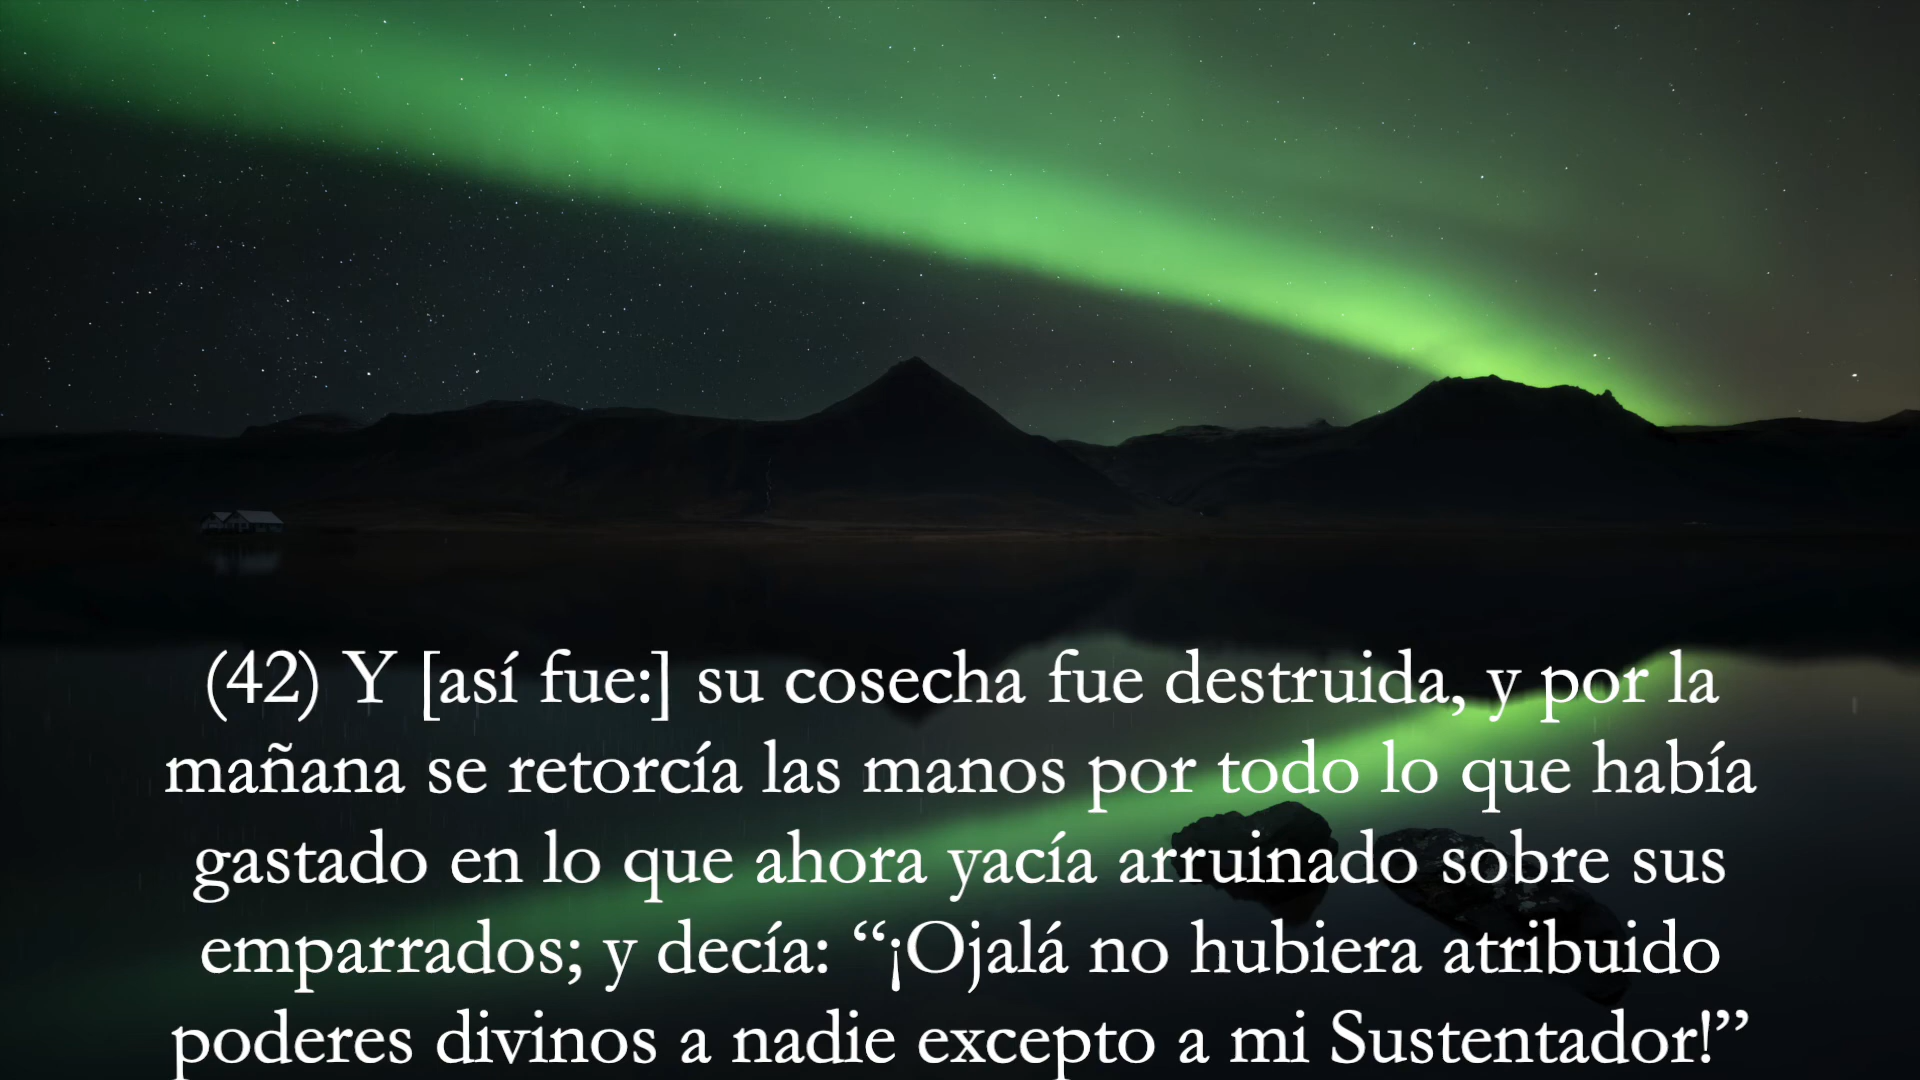 (42) Y [así fue:] su cosecha fue destruida, y por la
mañana se retorcía las manos por todo lo que había
gastado en lo que ahora yacía arruinado sobre sus
emparrados; y decía: “¡Ojalá no hubiera atribuido
poderes divinos a nadie excepto a mi Sustentador!”